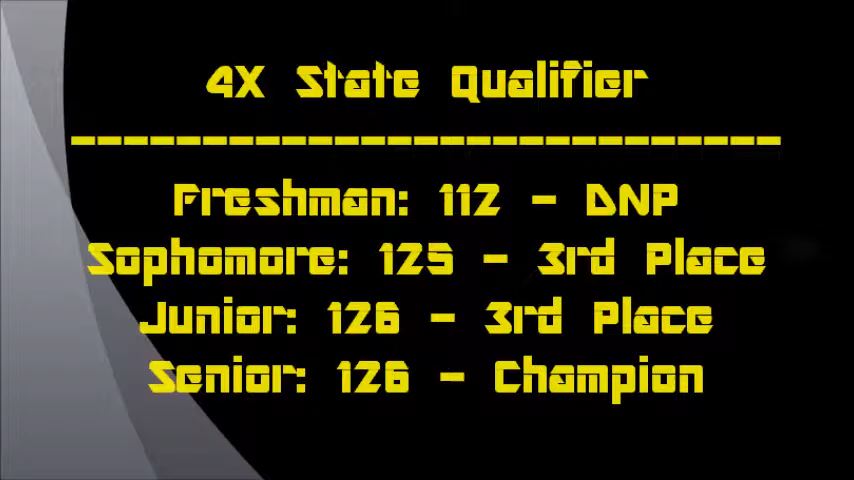 4X State Qualifier
---------------------------
Freshman: 112 - DNP
Sophomore: 125 - 3rd Place
Junior: 126 - 3rd Place
Senior: 126 - Champion